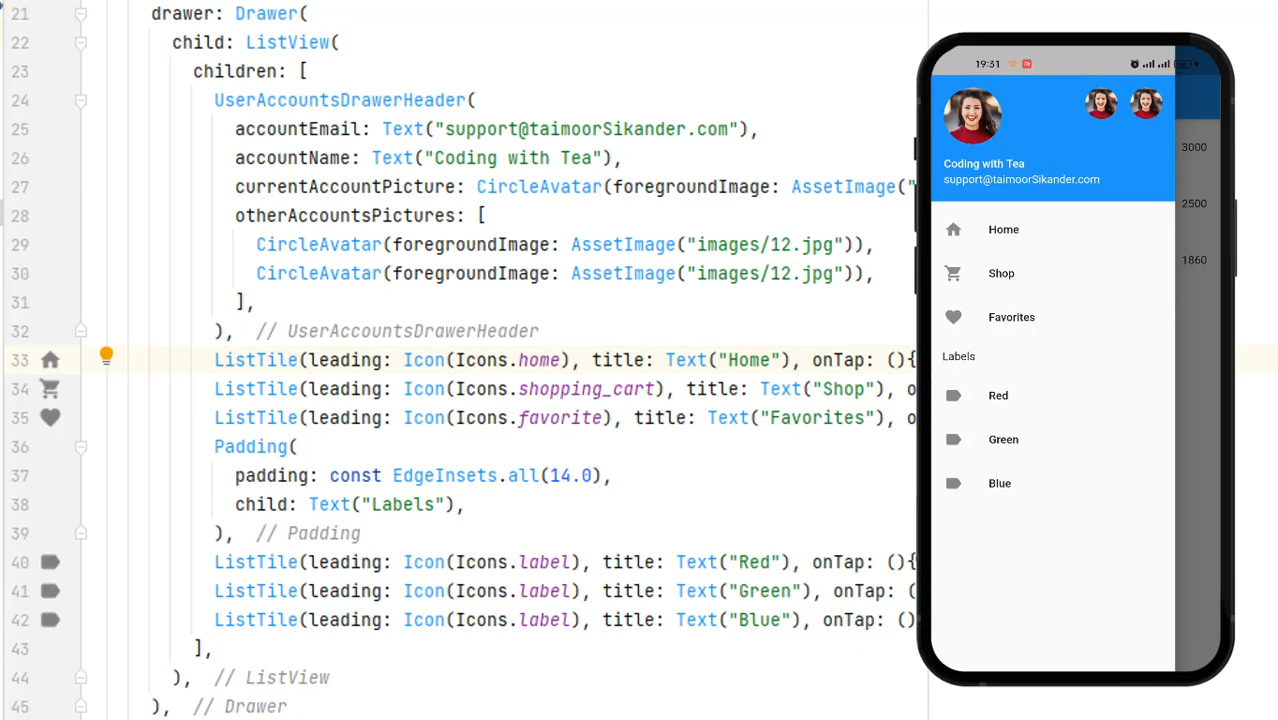 21 drawer: Drawer(
22 child: ListView(
23 children: [
24 UserAccountsDrawerHeader(
25 accountEmail: Text("support@taimoorSikander.com"),
26 accountName: Text("Coding with Tea"),
27 currentAccountPicture: CircleAvatar(foregroundImage: AssetImage("
28 otherAccountsPictures: [
29 CircleAvatar(foregroundImage: AssetImage("images/12.jpg")),
30 CircleAvatar(foregroundImage: AssetImage("images/12.jpg")),
31 ],
32 ), // UserAccountsDrawerHeader
33 ListTile(leading: Icon(Icons.home), title: Text("Home"), onTap: (){
34 ListTile(leading: Icon(Icons.shopping_cart), title: Text("Shop"), o
35 ListTile(leading: Icon(Icons.favorite), title: Text("Favorites"), o
36 Padding(
37 padding: const EdgeInsets.all(14.0),
38 child: Text("Labels"),
39 ), // Padding
40 ListTile(leading: Icon(Icons.label), title: Text("Red"), onTap: (){
41 ListTile(leading: Icon(Icons.label), title: Text("Green"), onTap: (
42 ListTile(leading: Icon(Icons.label), title: Text("Blue"), onTap: ()
43 ],
44 ), // ListView
45 ), // Drawer
19:31
Coding with Tea
support@taimoorSikander.com
Home
Shop
Favorites
Labels
Red
Green
Blue
3000
2500
1860